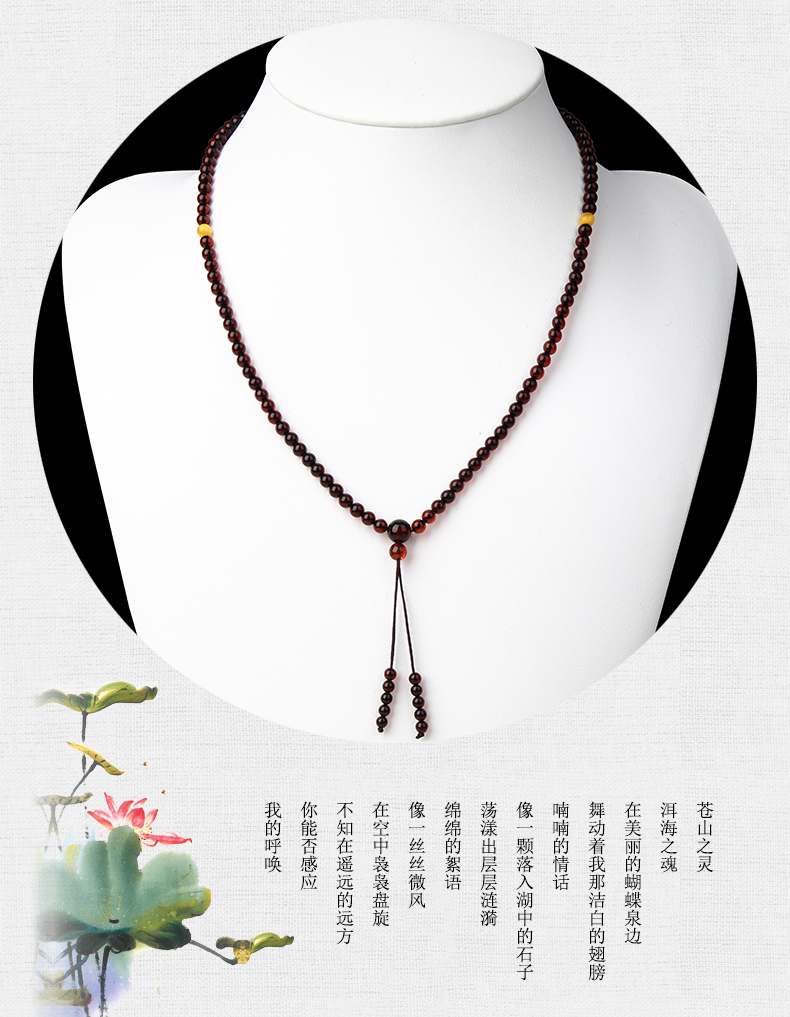 苍山之灵
洱海之魂
在美丽的蝴蝶泉边
舞动着我那洁白的翅膀
喃喃的情话
像一颗落入湖中的石子
荡漾出层层涟漪
绵绵的絮语
像一丝丝微风
在空中袅袅盘旋
不知在遥远的远方
你能否感应
我的呼唤